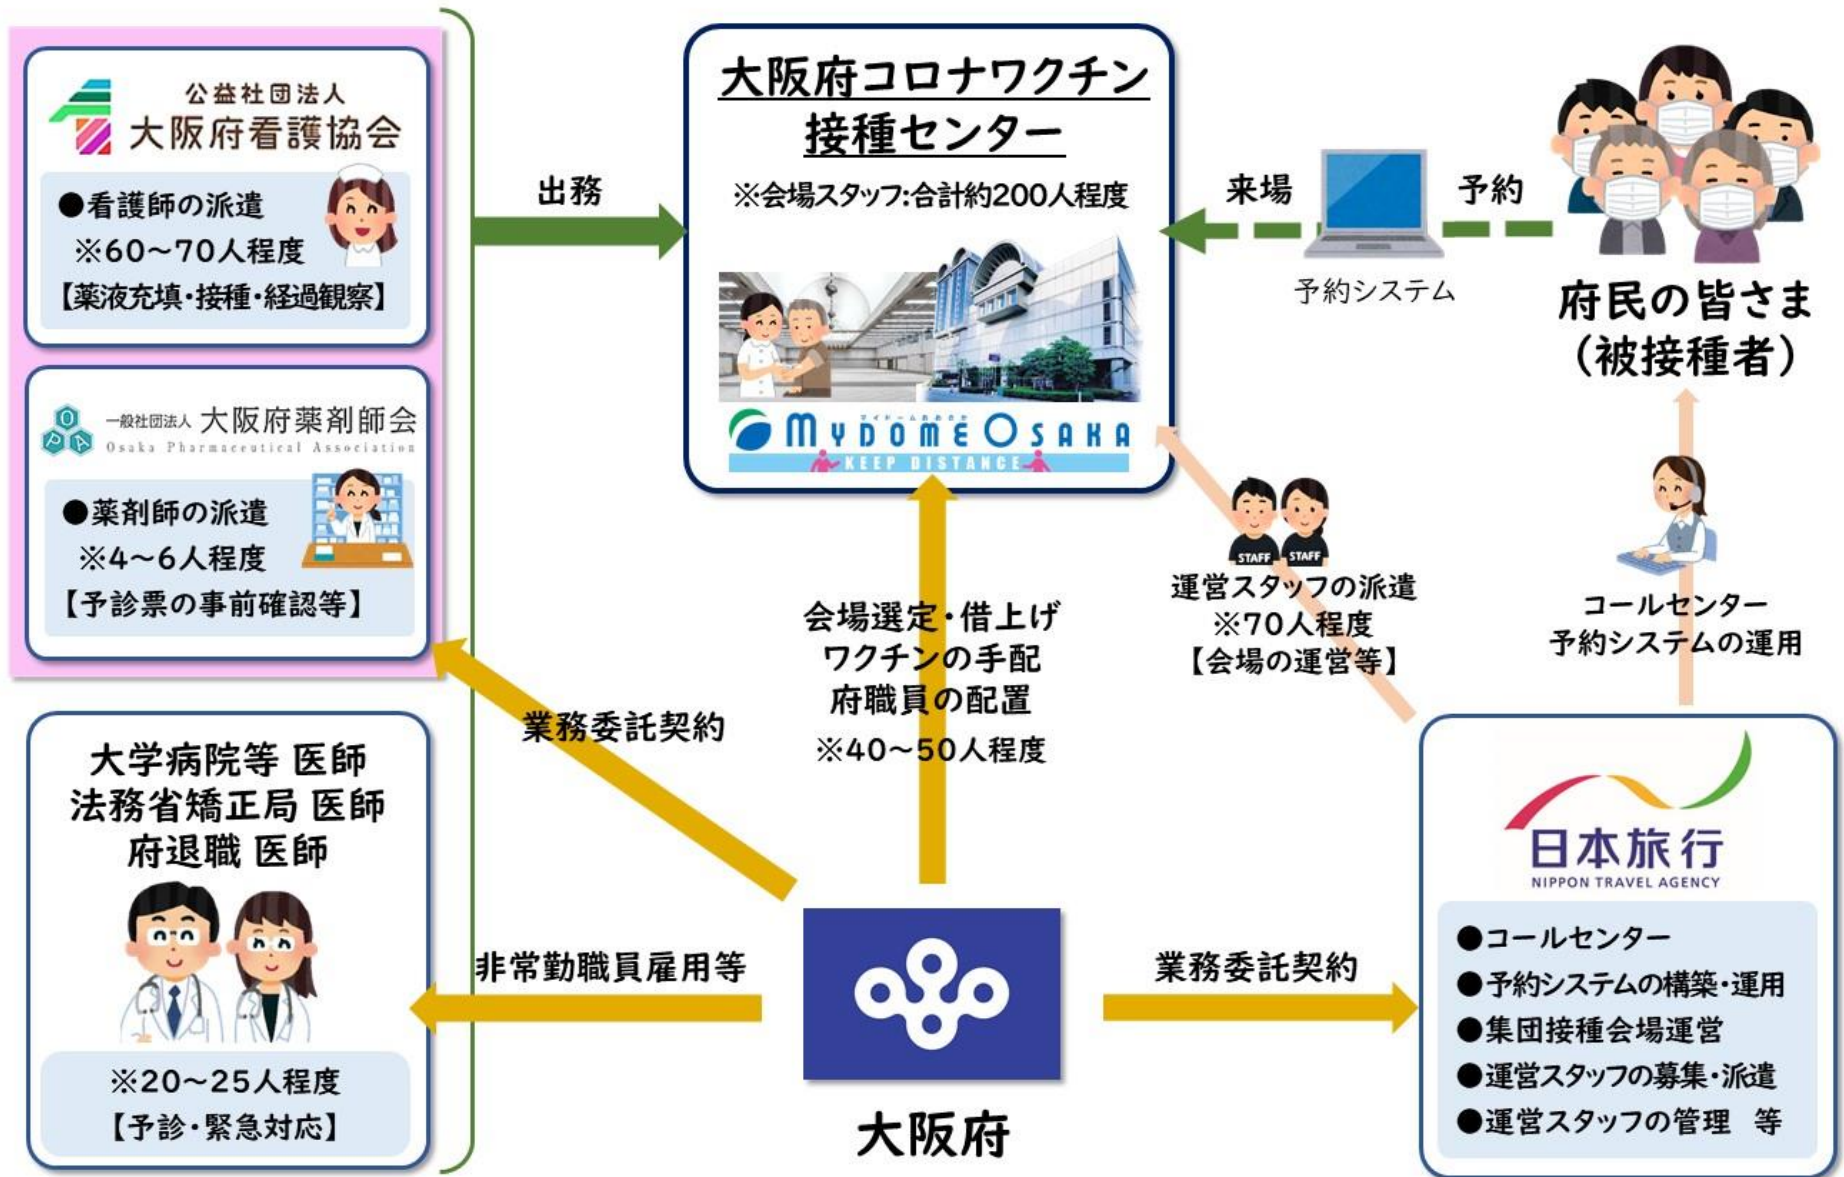 公益社団法人
大阪府看護協会
●看護師の派遣
※60～70人程度
【薬液充填・接種・経過観察】
一般社団法人 大阪府薬剤師会
Osaka Pharmaceutical Association
OPA
●薬剤師の派遣
※4～6人程度
【予診票の事前確認等】
大学病院等 医師
法務省矯正局 医師
府退職 医師
※20～25人程度
【予診・緊急対応】
出務
大阪府コロナワクチン
接種センター
※会場スタッフ:合計約200人程度
マイドームおおさか
MYDOME OSAKA
KEEP DISTANCE
来場
予約
予約システム
府民の皆さま
（被接種者）
STAFF
STAFF
運営スタッフの派遣
※70人程度
【会場の運営等】
コールセンター
予約システムの運用
会場選定・借上げ
ワクチンの手配
府職員の配置
※40～50人程度
業務委託契約
非常勤職員雇用等
業務委託契約
大阪府
日本旅行
NIPPON TRAVEL AGENCY
●コールセンター
●予約システムの構築・運用
●集団接種会場運営
●運営スタッフの募集・派遣
●運営スタッフの管理　等